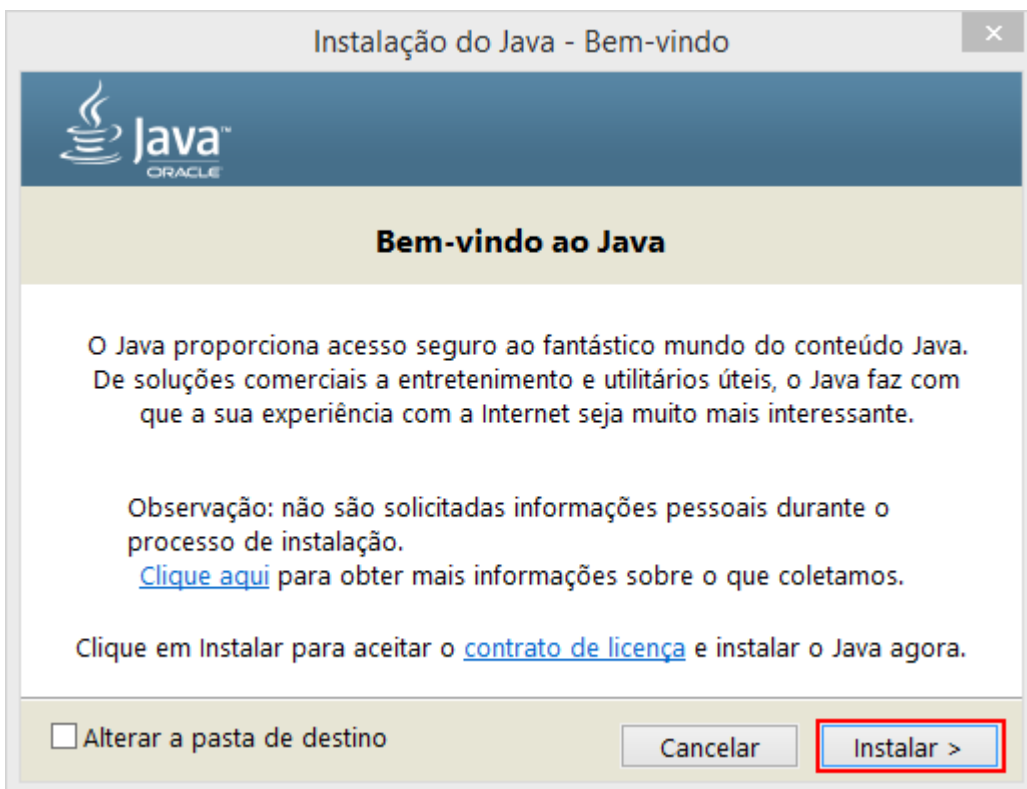 Instalação do Java - Bem-vindo
×
Java™
ORACLE
Bem-vindo ao Java
O Java proporciona acesso seguro ao fantástico mundo do conteúdo Java.
De soluções comerciais a entretenimento e utilitários úteis, o Java faz com
que a sua experiência com a Internet seja muito mais interessante.
Observação: não são solicitadas informações pessoais durante o
processo de instalação.
Clique aqui para obter mais informações sobre o que coletamos.
Clique em Instalar para aceitar o contrato de licença e instalar o Java agora.
Alterar a pasta de destino
Cancelar
Instalar >